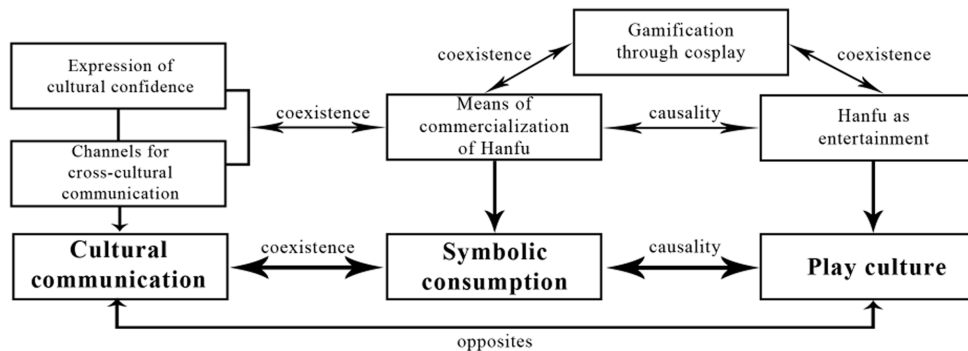 Gamification
through cosplay
coexistence
coexistence
Expression of
cultural confidence
coexistence
Means of
commercialization
of Hanfu
causality
Hanfu as
entertainment
Channels for
cross-cultural
communication
Cultural
communication
coexistence
Symbolic
consumption
causality
Play culture
opposites